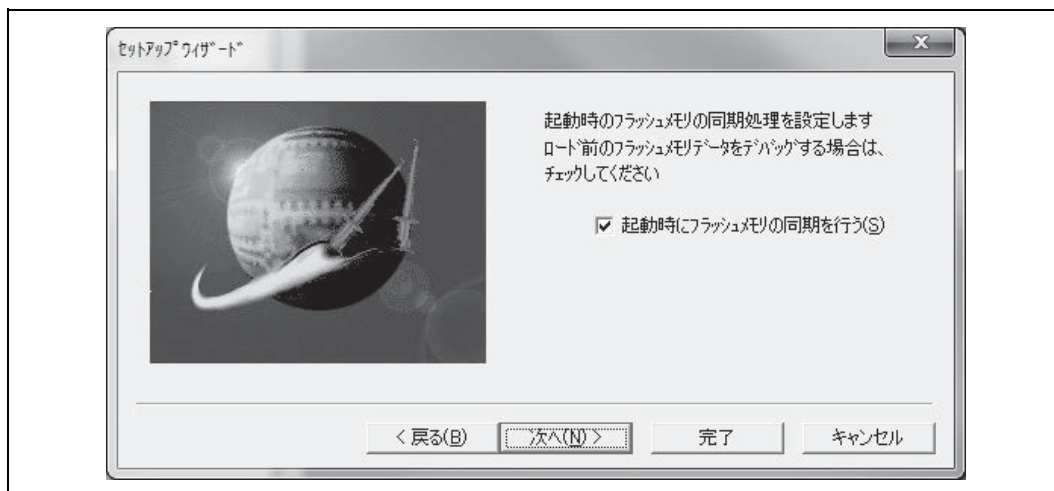 ｾｯﾄｱｯﾌﾟｳｨｻﾞｰﾄﾞ
起動時のﾌﾗｯｼｭﾒﾓﾘの同期処理を設定します
ﾛｰﾄﾞ前のﾌﾗｯｼｭﾒﾓﾘﾃﾞｰﾀをﾃﾞﾊﾞｯｸﾞする場合は、
ﾁｪｯｸしてください
起動時にﾌﾗｯｼｭﾒﾓﾘの同期を行う(S)
< 戻る(B)
次へ(N) >
完了
キャンセル